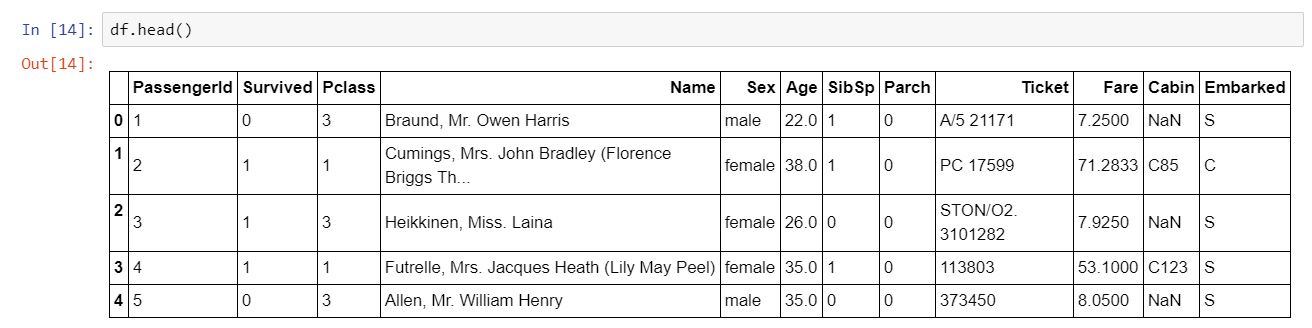 In [14]: df.head()
Out[14]:
PassengerId Survived Pclass Name Sex Age SibSp Parch Ticket Fare Cabin Embarked
0 1 0 3 Braund, Mr. Owen Harris male 22.0 1 0 A/5 21171 7.2500 NaN S
1 2 1 1 Cumings, Mrs. John Bradley (Florence Briggs Th... female 38.0 1 0 PC 17599 71.2833 C85 C
2 3 1 3 Heikkinen, Miss. Laina female 26.0 0 0 STON/O2. 3101282 7.9250 NaN S
3 4 1 1 Futrelle, Mrs. Jacques Heath (Lily May Peel) female 35.0 1 0 113803 53.1000 C123 S
4 5 0 3 Allen, Mr. William Henry male 35.0 0 0 373450 8.0500 NaN S